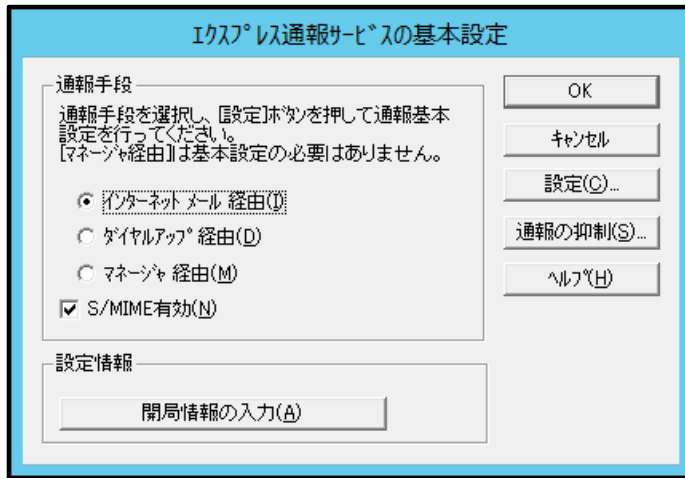 ｴｸｽﾌﾟﾚｽ通報ｻｰﾋﾞｽの基本設定
通報手段
通報手段を選択し、[設定]ﾎﾞﾀﾝを押して通報基本
設定を行ってください。
[ﾏﾈｰｼﾞｬ経由]は基本設定の必要はありません。
ｲﾝﾀｰﾈｯﾄ ﾒｰﾙ 経由(I)
ﾀﾞｲﾔﾙｱｯﾌﾟ 経由(D)
ﾏﾈｰｼﾞｬ 経由(M)
S/MIME有効(N)
設定情報
開局情報の入力(A)
OK
ｷｬﾝｾﾙ
設定(C)...
通報の抑制(S)...
ﾍﾙﾌﾟ(H)